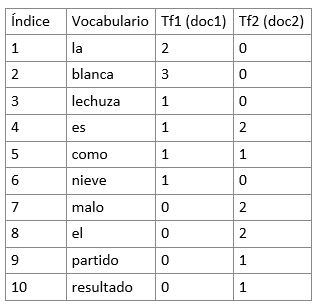 Índice Vocabulario Tf1 (doc1) Tf2 (doc2)
1 la 2 0
2 blanca 3 0
3 lechuza 1 0
4 es 1 2
5 como 1 1
6 nieve 1 0
7 malo 0 2
8 el 0 2
9 partido 0 1
10 resultado 0 1